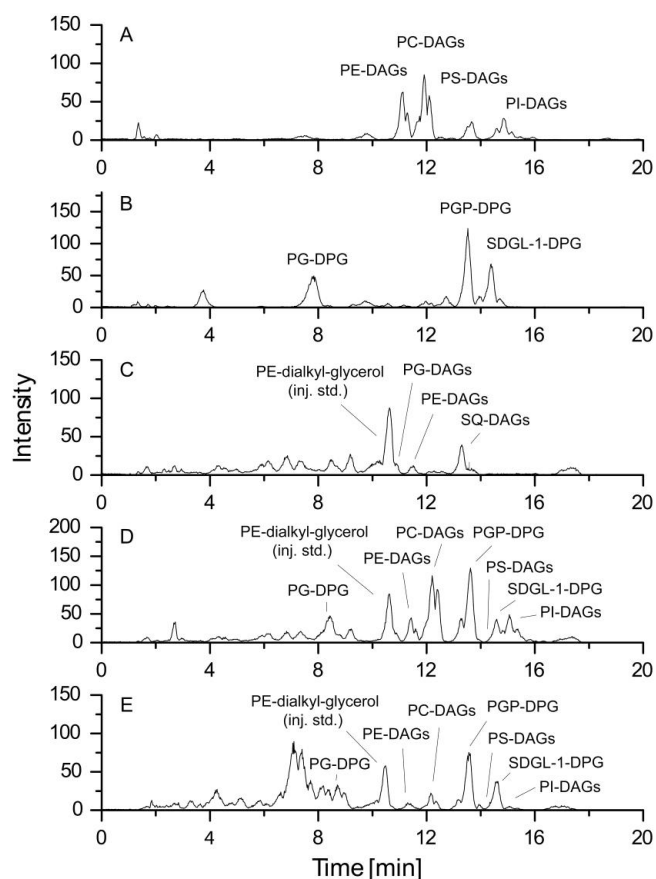 A
150
100
50
0
PE-DAGs
PC-DAGs
PS-DAGs
PI-DAGs
0 4 8 12 16 20
B
150
100
50
0
PG-DPG
PGP-DPG
SDGL-1-DPG
0 4 8 12 16 20
C
150
100
50
0
PE-dialkyl-glycerol
(inj. std.)
PG-DAGs
PE-DAGs
SQ-DAGs
0 4 8 12 16 20
D
200
150
100
50
0
PG-DPG
PE-dialkyl-glycerol
(inj. std.)
PE-DAGs
PC-DAGs
PGP-DPG
PS-DAGs
SDGL-1-DPG
PI-DAGs
0 4 8 12 16 20
E
150
100
50
0
PG-DPG
PE-dialkyl-glycerol
(inj. std.)
PE-DAGs
PC-DAGs
PGP-DPG
PS-DAGs
SDGL-1-DPG
PI-DAGs
0 4 8 12 16 20
Intensity
Time [min]